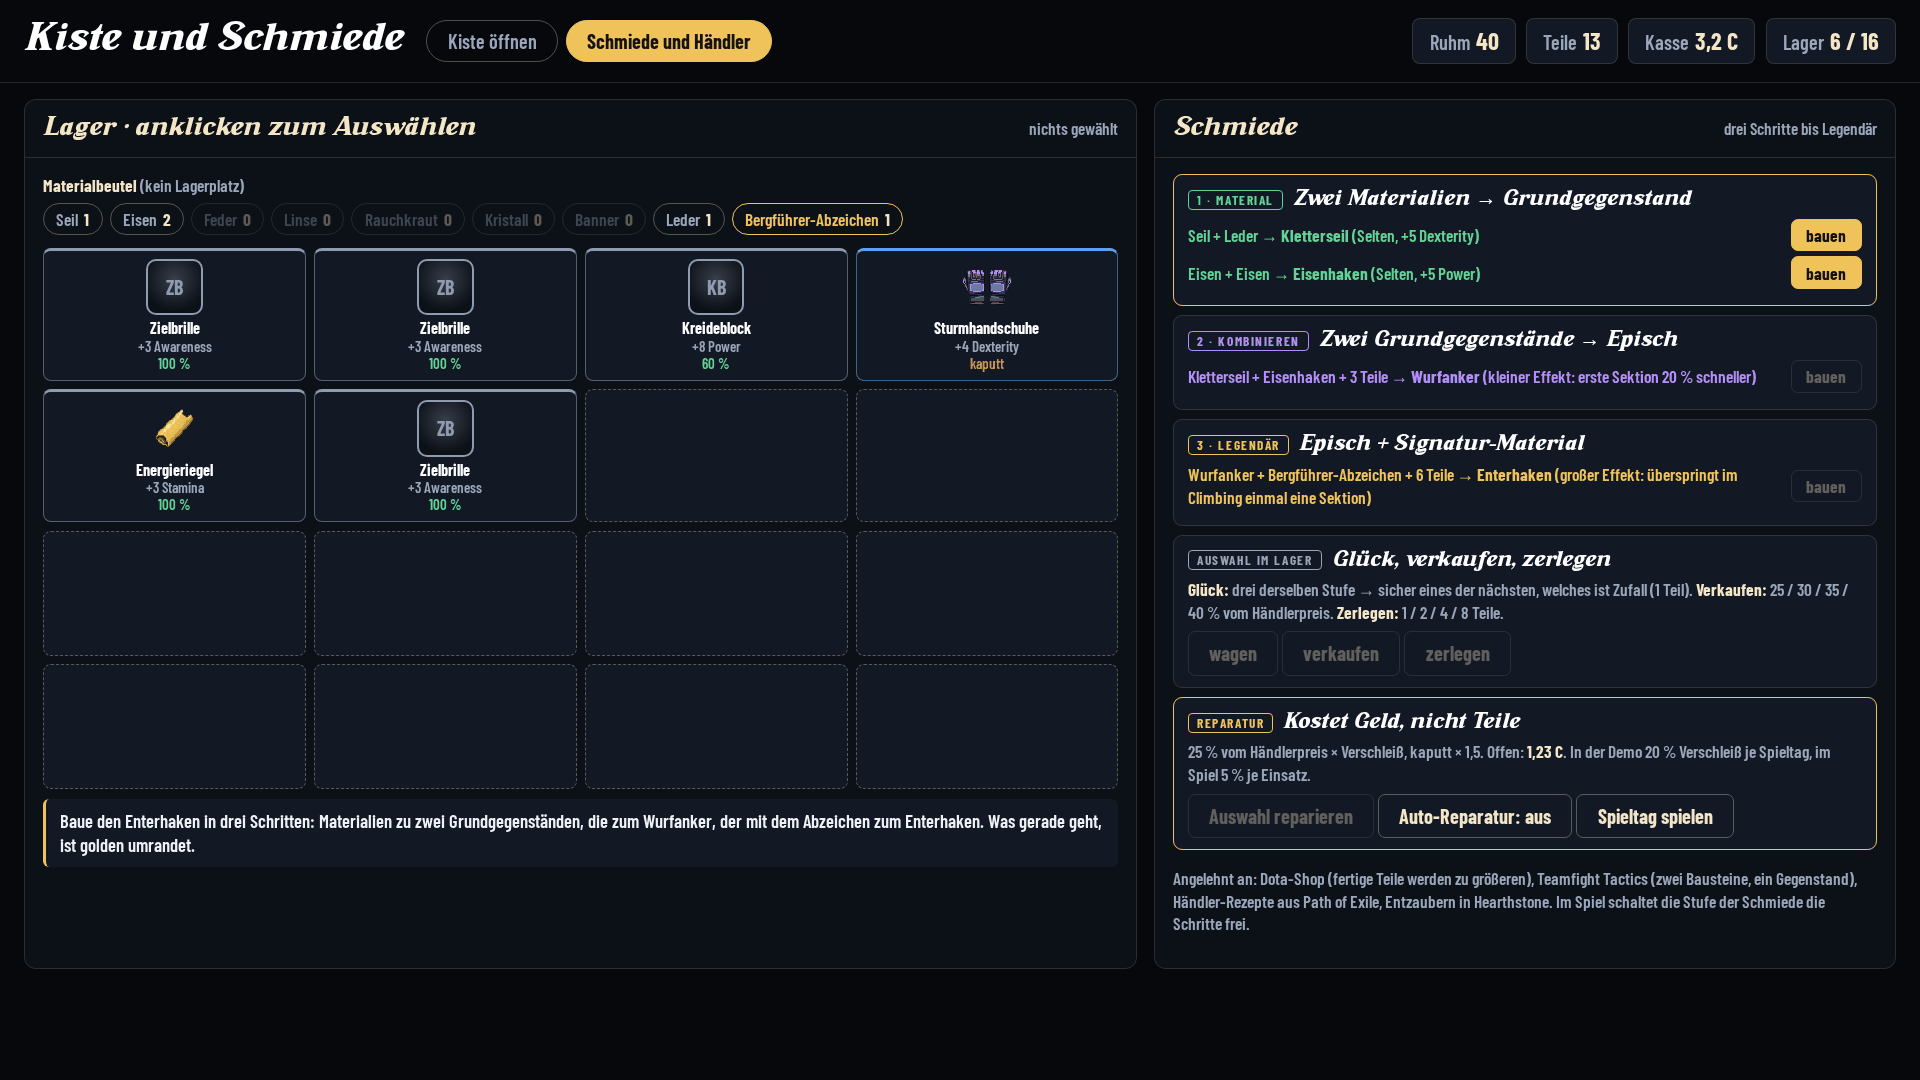 Kiste und Schmiede
Kiste öffnen
Schmiede und Händler
Ruhm 40
Teile 13
Kasse 3,2 C
Lager 6 / 16
Lager · anklicken zum Auswählen
nichts gewählt
Materialbeutel (kein Lagerplatz)
Seil 1
Eisen 2
Feder 0
Linse 0
Rauchkraut 0
Kristall 0
Banner 0
Leder 1
Bergführer-Abzeichen 1
ZB
Zielbrille
+3 Awareness
100 %
ZB
Zielbrille
+3 Awareness
100 %
KB
Kreideblock
+8 Power
60 %
Sturmhandschuhe
+4 Dexterity
kaputt
Energieriegel
+3 Stamina
100 %
ZB
Zielbrille
+3 Awareness
100 %
Baue den Enterhaken in drei Schritten: Materialien zu zwei Grundgegenständen, die zum Wurfanker, der mit dem Abzeichen zum Enterhaken. Was gerade geht,
ist golden umrandet.
Schmiede
drei Schritte bis Legendär
1 · MATERIAL
Zwei Materialien → Grundgegenstand
Seil + Leder → Kletterseil (Selten, +5 Dexterity)
bauen
Eisen + Eisen → Eisenhaken (Selten, +5 Power)
bauen
2 · KOMBINIEREN
Zwei Grundgegenstände → Episch
Kletterseil + Eisenhaken + 3 Teile → Wurfanker (kleiner Effekt: erste Sektion 20 % schneller)
bauen
3 · LEGENDÄR
Episch + Signatur-Material
Wurfanker + Bergführer-Abzeichen + 6 Teile → Enterhaken (großer Effekt: überspringt im
Climbing einmal eine Sektion)
bauen
AUSWAHL IM LAGER
Glück, verkaufen, zerlegen
Glück: drei derselben Stufe → sicher eines der nächsten, welches ist Zufall (1 Teil). Verkaufen: 25 / 30 / 35 /
40 % vom Händlerpreis. Zerlegen: 1 / 2 / 4 / 8 Teile.
wagen
verkaufen
zerlegen
REPARATUR
Kostet Geld, nicht Teile
25 % vom Händlerpreis × Verschleiß, kaputt × 1,5. Offen: 1,23 C. In der Demo 20 % Verschleiß je Spieltag, im
Spiel 5 % je Einsatz.
Auswahl reparieren
Auto-Reparatur: aus
Spieltag spielen
Angelehnt an: Dota-Shop (fertige Teile werden zu größeren), Teamfight Tactics (zwei Bausteine, ein Gegenstand),
Händler-Rezepte aus Path of Exile, Entzaubern in Hearthstone. Im Spiel schaltet die Stufe der Schmiede die
Schritte frei.